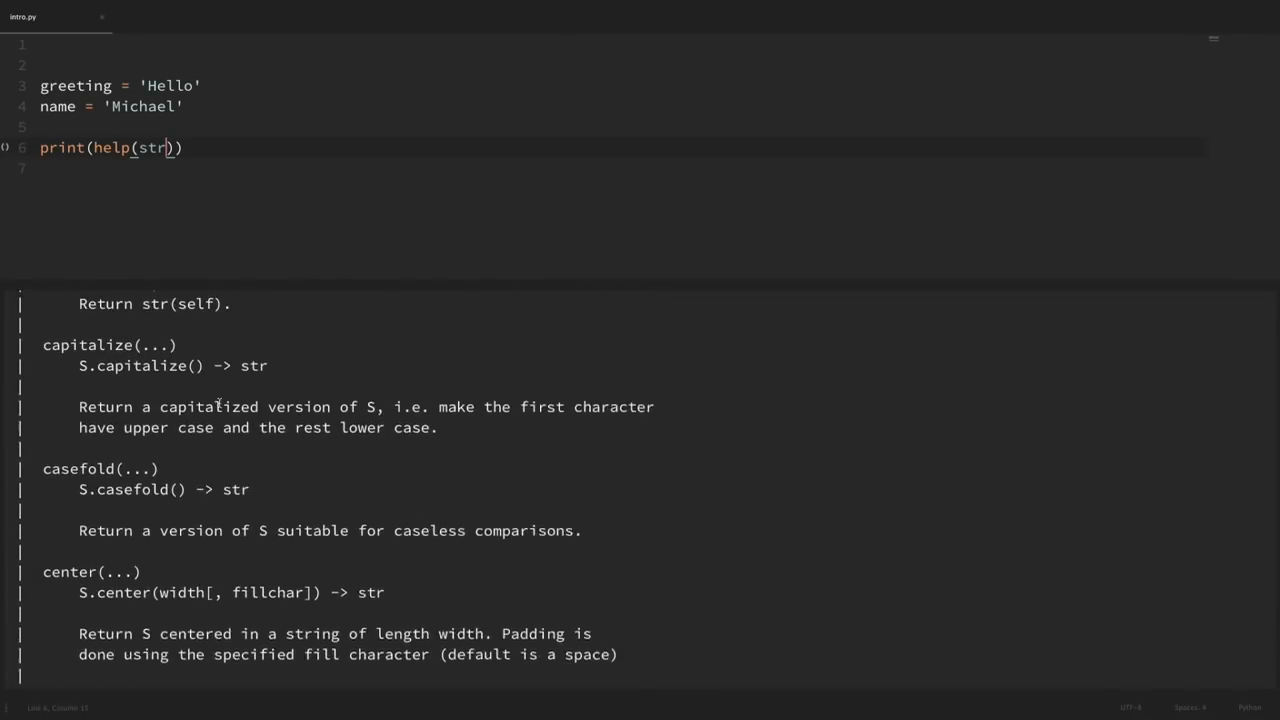 intro.py ×
1
2
3 greeting = 'Hello'
4 name = 'Michael'
5
() 6 print(help(str))
7
| Return str(self).
|
| capitalize(...)
| S.capitalize() -> str
|
| Return a capitalized version of S, i.e. make the first character
| have upper case and the rest lower case.
|
| casefold(...)
| S.casefold() -> str
|
| Return a version of S suitable for caseless comparisons.
|
| center(...)
| S.center(width[, fillchar]) -> str
|
| Return S centered in a string of length width. Padding is
| done using the specified fill character (default is a space)
|
Line 6, Column 15 UTF-8 Spaces: 4 Python